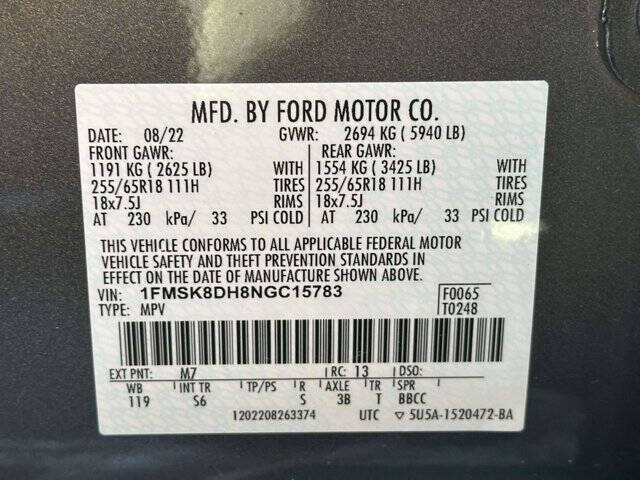 MFD. BY FORD MOTOR CO.
DATE: 08/22 GVWR: 2694 KG ( 5940 LB)
FRONT GAWR: REAR GAWR:
1191 KG ( 2625 LB) WITH 1554 KG ( 3425 LB) WITH
255/65R18 111H TIRES 255/65R18 111H TIRES
18x7.5J RIMS 18x7.5J RIMS
AT 230 kPa/ 33 PSI COLD AT 230 kPa/ 33 PSI COLD
THIS VEHICLE CONFORMS TO ALL APPLICABLE FEDERAL MOTOR
VEHICLE SAFETY AND THEFT PREVENTION STANDARDS IN
EFFECT ON THE DATE OF MANUFACTURE SHOWN ABOVE.
VIN: 1FMSK8DH8NGC15783 F0065
TYPE: MPV T0248
EXT PNT: M7 RC: 13 DSO:
WB INT TR TP/PS R AXLE TR SPR
119 S6 S 3B T BBCC
1202208263374 UTC ▽ 5U5A-1520472-BA